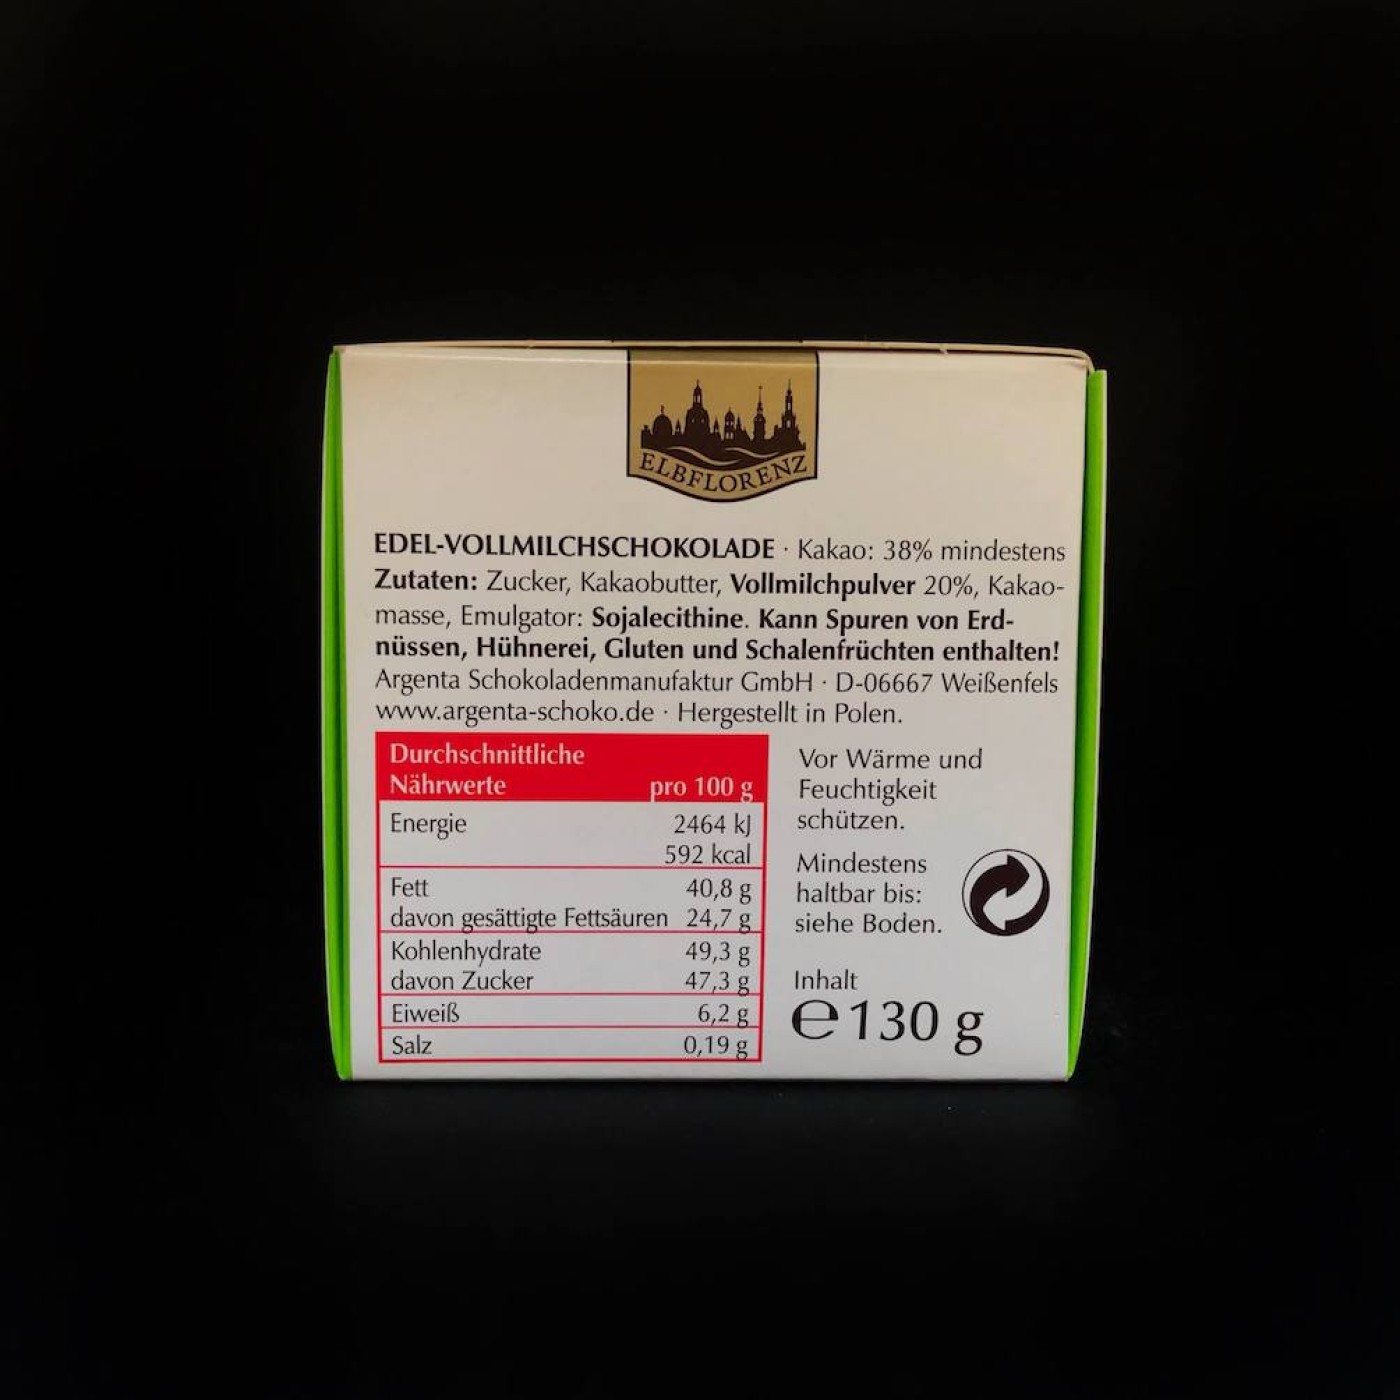 ELBFLORENZ
EDEL-VOLLMILCHSCHOKOLADE · Kakao: 38% mindestens
Zutaten: Zucker, Kakaobutter, Vollmilchpulver 20%, Kakao-
masse, Emulgator: Sojalecithine. Kann Spuren von Erd-
nüssen, Hühnerei, Gluten und Schalenfrüchten enthalten!
Argenta Schokoladenmanufaktur GmbH · D-06667 Weißenfels
www.argenta-schoko.de · Hergestellt in Polen.
Durchschnittliche
Nährwerte pro 100 g
Energie 2464 kJ
592 kcal
Fett 40,8 g
davon gesättigte Fettsäuren 24,7 g
Kohlenhydrate 49,3 g
davon Zucker 47,3 g
Eiweiß 6,2 g
Salz 0,19 g
Vor Wärme und
Feuchtigkeit
schützen.
Mindestens
haltbar bis:
siehe Boden.
Inhalt
℮130 g